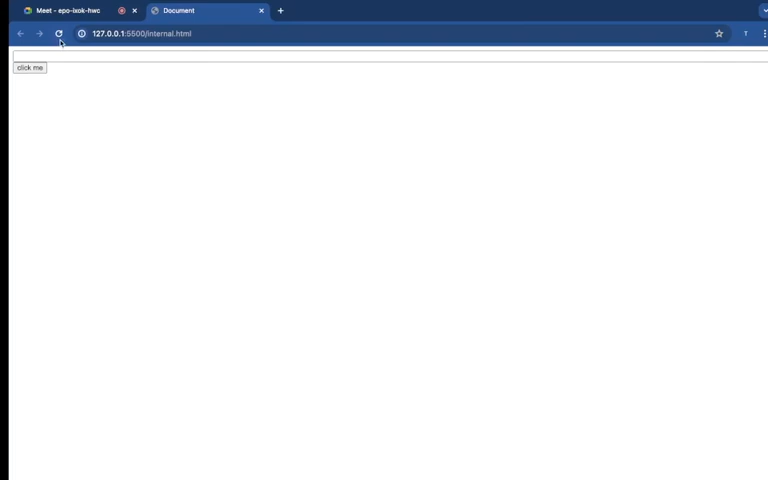 Meet - epo-ixok-hwc
Document
127.0.0.1:5500/internal.html
T
click me